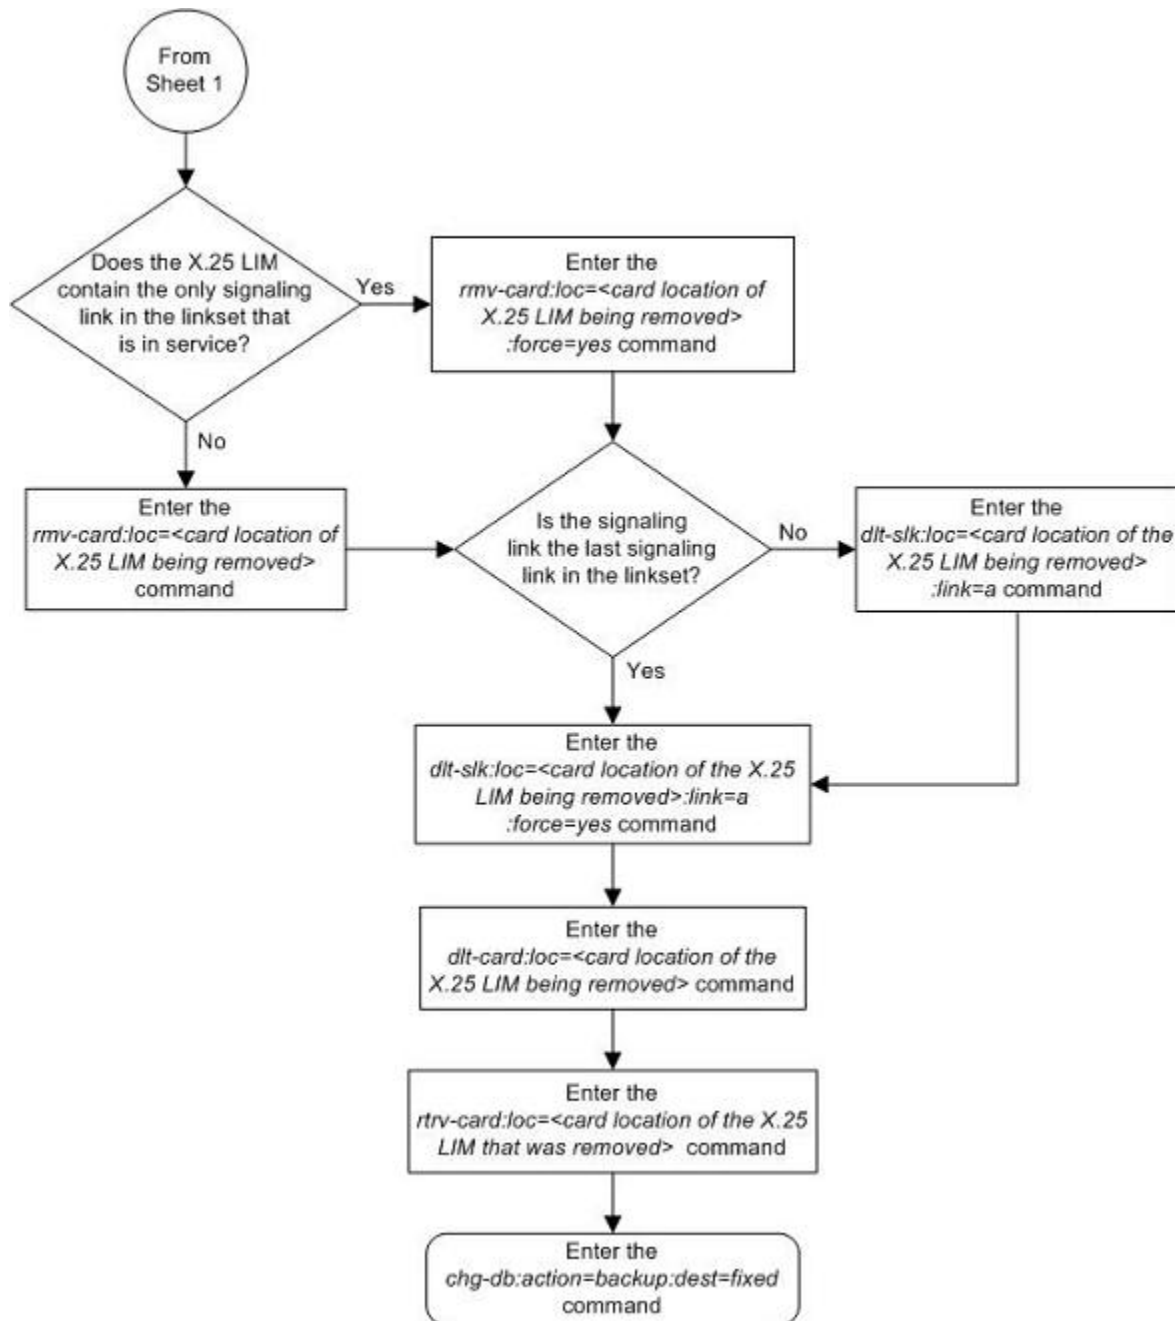 From
Sheet 1
Does the X.25 LIM
contain the only signaling
link in the linkset that
is in service?
Yes
Enter the
rmv-card:loc=<card location of
X.25 LIM being removed>
:force=yes command
No
Enter the
rmv-card:loc=<card location of
X.25 LIM being removed>
command
Is the signaling
link the last signaling
link in the linkset?
No
Enter the
dlt-slk:loc=<card location of the
X.25 LIM being removed>
:link=a command
Yes
Enter the
dlt-slk:loc=<card location of the X.25
LIM being removed>:link=a
:force=yes command
Enter the
dlt-card:loc=<card location of the
X.25 LIM being removed> command
Enter the
rtrv-card:loc=<card location of the X.25
LIM that was removed> command
Enter the
chg-db:action=backup:dest=fixed
command